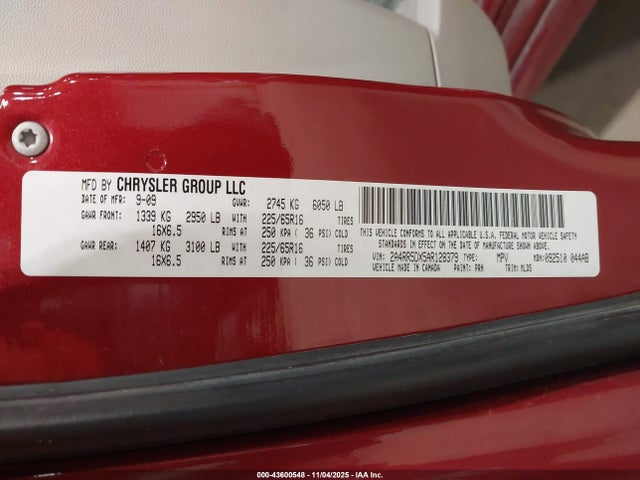 MFD BY CHRYSLER GROUP LLC
DATE OF MFR: 9-09 GVWR: 2745 KG 6050 LB
GAWR FRONT: 1339 KG 2950 LB WITH 225/65R16 TIRES
16X6.5 RIMS AT 250 KPA ( 36 PSI) COLD
GAWR REAR: 1407 KG 3100 LB WITH 225/65R16 TIRES
16X6.5 RIMS AT 250 KPA ( 36 PSI) COLD
THIS VEHICLE CONFORMS TO ALL APPLICABLE U.S.A. FEDERAL MOTOR VEHICLE SAFETY
STANDARDS IN EFFECT ON THE DATE OF MANUFACTURE SHOWN ABOVE.
VIN: 2A4RR5DX5AR128379 TYPE: MPV MDH: 092510 044AB
VEHICLE MADE IN CANADA PAINT: PRH TRIM: MLDS
000-43600548 - 11/04/2025 - IAA Inc.